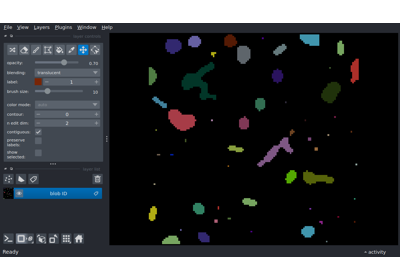 File View Layers Plugins Window Help
opacity: 0.70
blending: translucent
label: 1
brush size: 10
color mode:
contour: 0
n edit dim: 2
contiguous:
preserve labels:
show selected:
blob ID
Ready activity